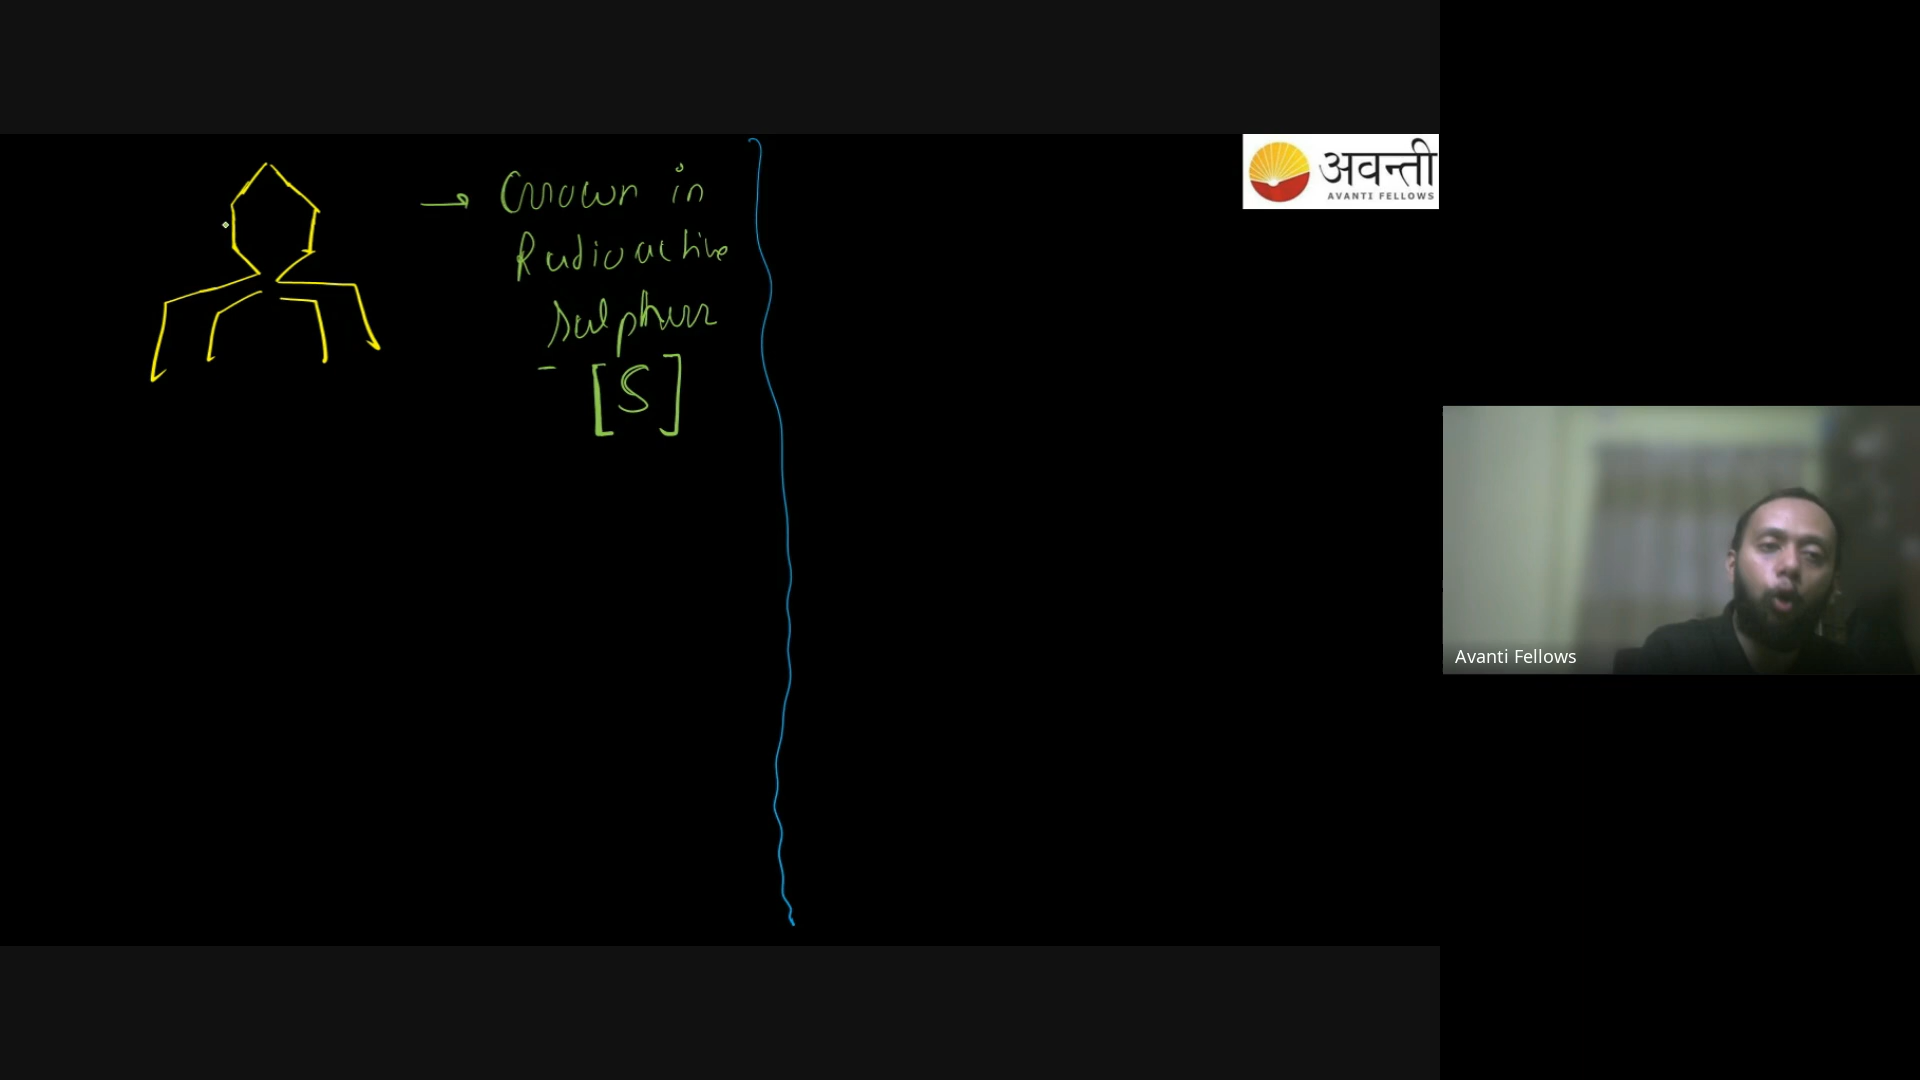 → Grown in
Radioactive
Sulphur
[S]
अवन्ती
AVANTI FELLOWS
Avanti Fellows